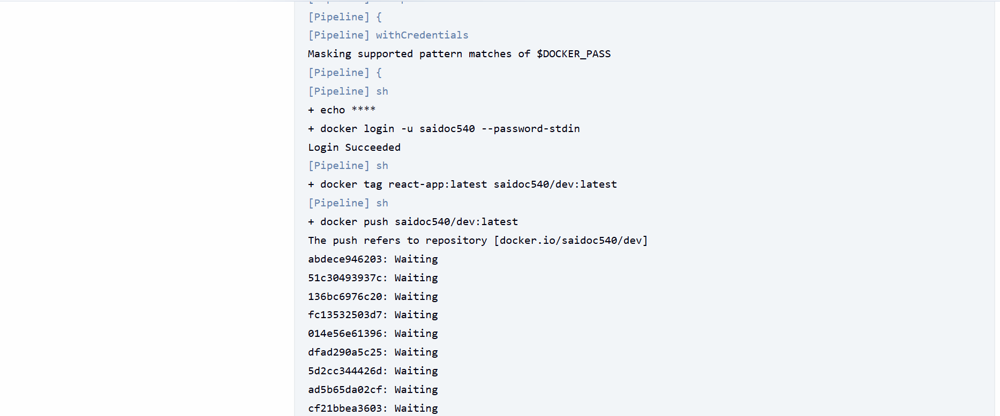 [Pipeline] {
[Pipeline] withCredentials
Masking supported pattern matches of $DOCKER_PASS
[Pipeline] {
[Pipeline] sh
+ echo ****
+ docker login -u saidoc540 --password-stdin
Login Succeeded
[Pipeline] sh
+ docker tag react-app:latest saidoc540/dev:latest
[Pipeline] sh
+ docker push saidoc540/dev:latest
The push refers to repository [docker.io/saidoc540/dev]
abdece946203: Waiting
51c30493937c: Waiting
136bc6976c20: Waiting
fc13532503d7: Waiting
014e56e61396: Waiting
dfad290a5c25: Waiting
5d2cc344426d: Waiting
ad5b65da02cf: Waiting
cf21bbea3603: Waiting